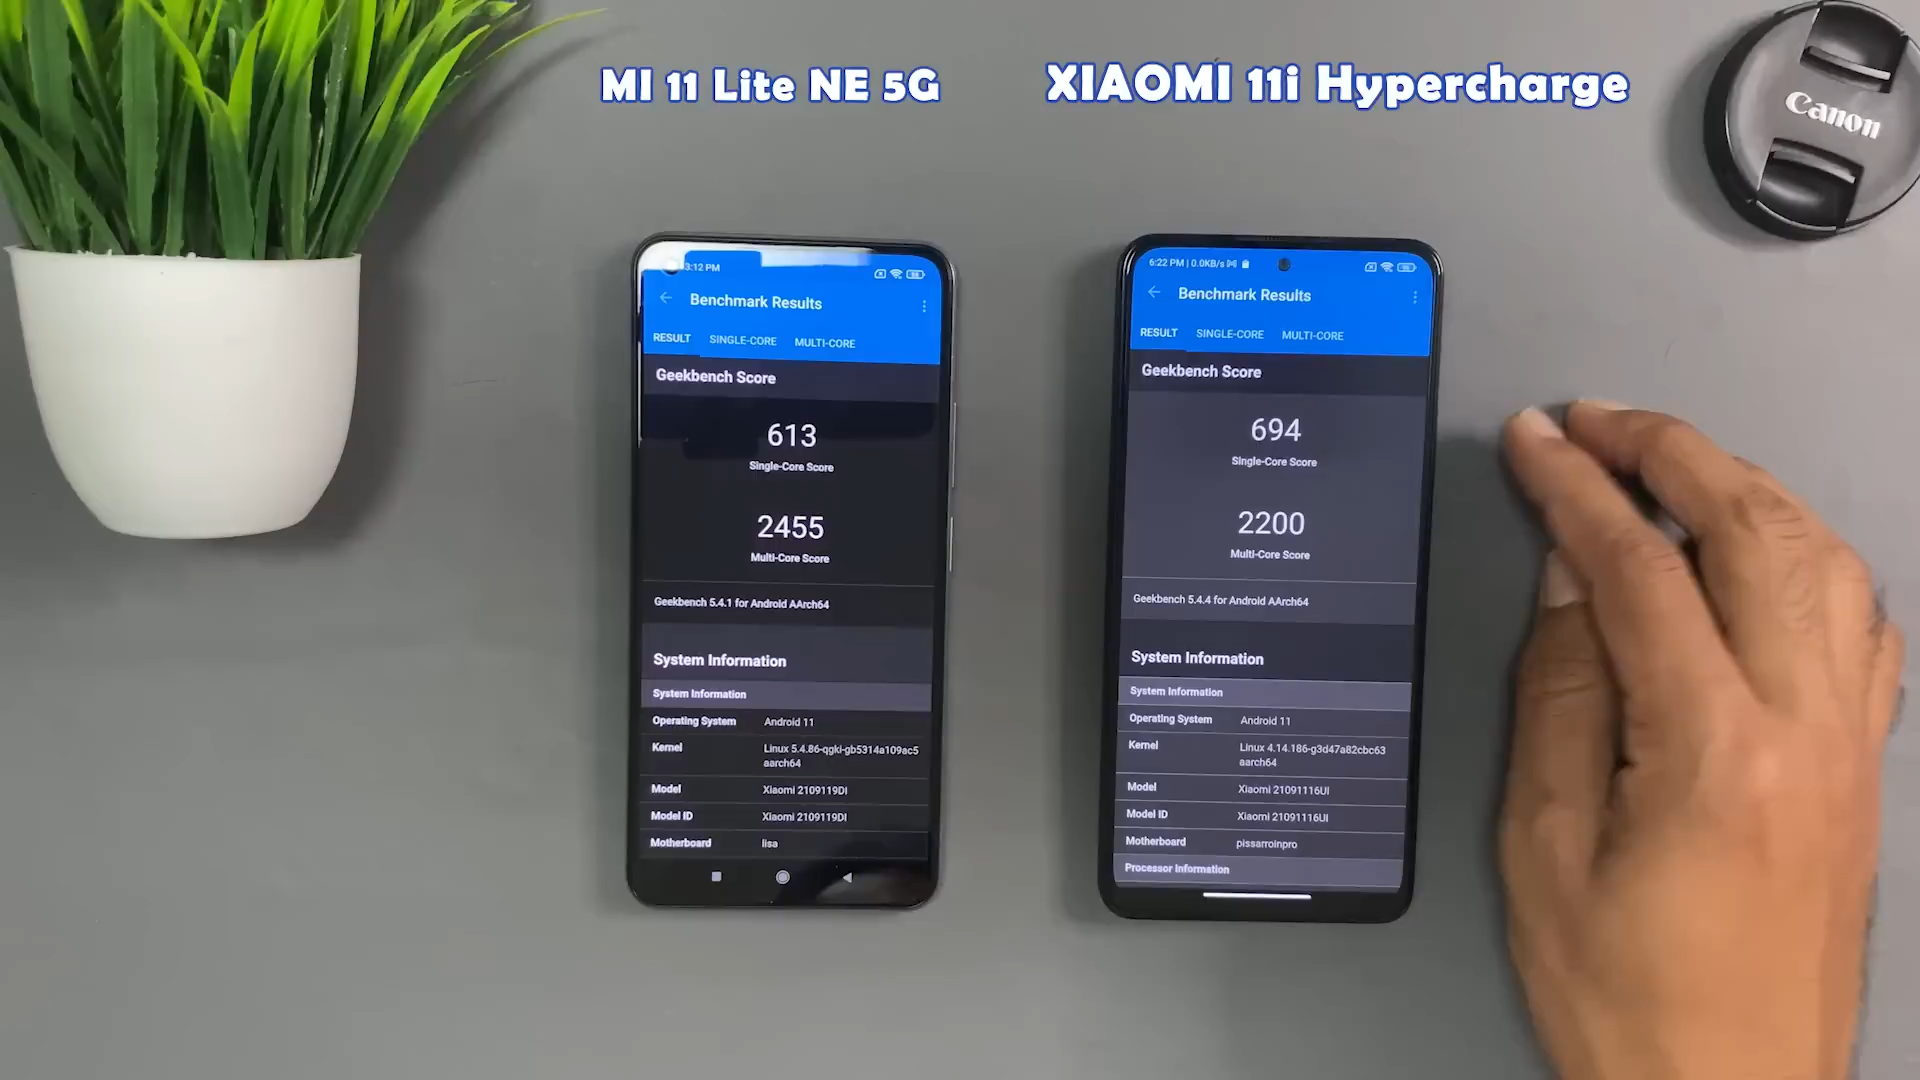 MI 11 Lite NE 5G
XIAOMI 11i Hypercharge
Canon
3:12 PM
Benchmark Results
RESULT SINGLE-CORE MULTI-CORE
Geekbench Score
613
Single-Core Score
2455
Multi-Core Score
Geekbench 5.4.1 for Android AArch64
System Information
System Information
Operating System Android 11
Kernel Linux 5.4.86-qgki-gb5314a109ac5
aarch64
Model Xiaomi 2109119DI
Model ID Xiaomi 2109119DI
Motherboard lisa
6:22 PM | 0.0KB/s
Benchmark Results
RESULT SINGLE-CORE MULTI-CORE
Geekbench Score
694
Single-Core Score
2200
Multi-Core Score
Geekbench 5.4.4 for Android AArch64
System Information
System Information
Operating System Android 11
Kernel Linux 4.14.186-g3d47a82cbc63
aarch64
Model Xiaomi 21091116UI
Model ID Xiaomi 21091116UI
Motherboard pissarroinpro
Processor Information